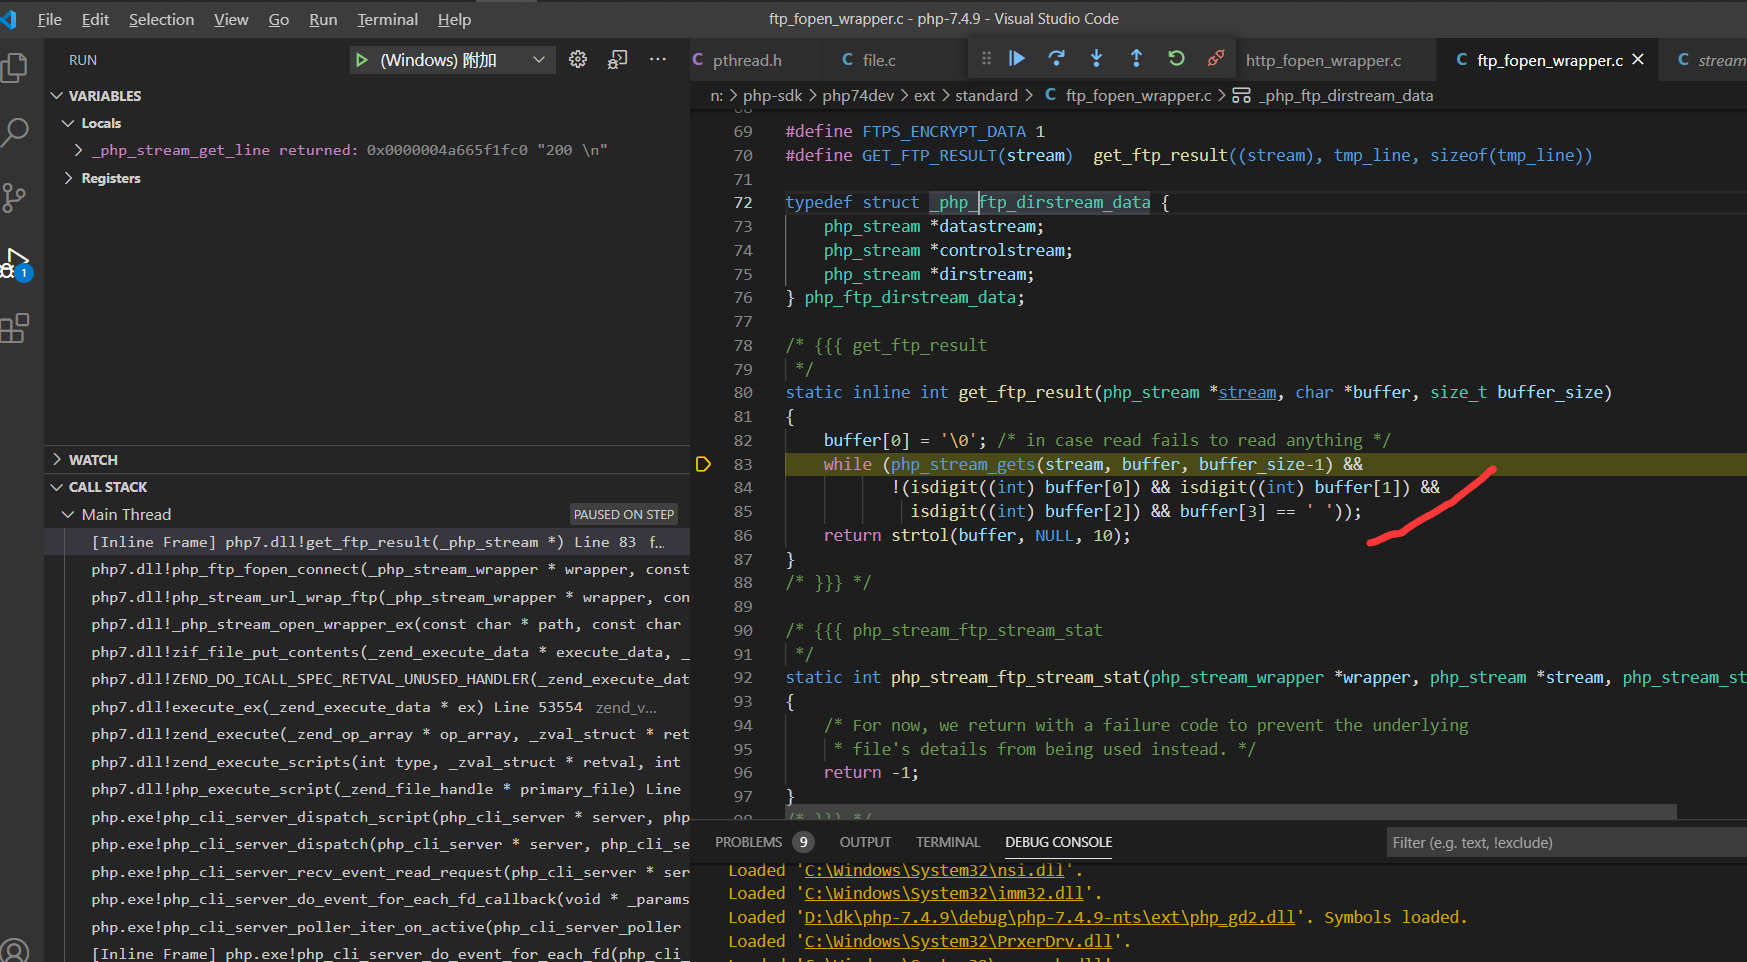 File Edit Selection View Go Run Terminal Help
ftp_fopen_wrapper.c - php-7.4.9 - Visual Studio Code
RUN
(Windows) 附加
VARIABLES
Locals
_php_stream_get_line returned: 0x0000004a665f1fc0 "200 \n"
Registers
WATCH
CALL STACK
Main Thread
PAUSED ON STEP
[Inline Frame] php7.dll!get_ftp_result(_php_stream *) Line 83 f…
php7.dll!php_ftp_fopen_connect(_php_stream_wrapper * wrapper, const
php7.dll!php_stream_url_wrap_ftp(_php_stream_wrapper * wrapper, con
php7.dll!_php_stream_open_wrapper_ex(const char * path, const char
php7.dll!zif_file_put_contents(_zend_execute_data * execute_data, _
php7.dll!ZEND_DO_ICALL_SPEC_RETVAL_UNUSED_HANDLER(_zend_execute_dat
php7.dll!execute_ex(_zend_execute_data * ex) Line 53554 zend_v…
php7.dll!zend_execute(_zend_op_array * op_array, _zval_struct * ret
php7.dll!zend_execute_scripts(int type, _zval_struct * retval, int
php7.dll!php_execute_script(_zend_file_handle * primary_file) Line
php.exe!php_cli_server_dispatch_script(php_cli_server * server, php
php.exe!php_cli_server_dispatch(php_cli_server * server, php_cli_se
php.exe!php_cli_server_recv_event_read_request(php_cli_server * ser
php.exe!php_cli_server_do_event_for_each_fd_callback(void * _params
php.exe!php_cli_server_poller_iter_on_active(php_cli_server_poller
[Inline Frame] php.exe!php_cli_server_do_event_for_each_fd(php_cli_
1
C pthread.h
C file.c
http_fopen_wrapper.c
C ftp_fopen_wrapper.c
C stream
n: > php-sdk > php74dev > ext > standard > C ftp_fopen_wrapper.c > _php_ftp_dirstream_data
69 #define FTPS_ENCRYPT_DATA 1
70 #define GET_FTP_RESULT(stream) get_ftp_result((stream), tmp_line, sizeof(tmp_line))
71
72 typedef struct _php_ftp_dirstream_data {
73 php_stream *datastream;
74 php_stream *controlstream;
75 php_stream *dirstream;
76 } php_ftp_dirstream_data;
77
78 /* {{{ get_ftp_result
79 */
80 static inline int get_ftp_result(php_stream *stream, char *buffer, size_t buffer_size)
81 {
82 buffer[0] = '\0'; /* in case read fails to read anything */
83 while (php_stream_gets(stream, buffer, buffer_size-1) &&
84 !(isdigit((int) buffer[0]) && isdigit((int) buffer[1]) &&
85 isdigit((int) buffer[2]) && buffer[3] == ' '));
86 return strtol(buffer, NULL, 10);
87 }
88 /* }}} */
89
90 /* {{{ php_stream_ftp_stream_stat
91 */
92 static int php_stream_ftp_stream_stat(php_stream_wrapper *wrapper, php_stream *stream, php_stream_st
93 {
94 /* For now, we return with a failure code to prevent the underlying
95 * file's details from being used instead. */
96 return -1;
97 }
PROBLEMS 9 OUTPUT TERMINAL DEBUG CONSOLE
Filter (e.g. text, !exclude)
Loaded 'C:\Windows\System32\nsi.dll'.
Loaded 'C:\Windows\System32\imm32.dll'.
Loaded 'D:\dk\php-7.4.9\debug\php-7.4.9-nts\ext\php_gd2.dll'. Symbols loaded.
Loaded 'C:\Windows\System32\PrxerDrv.dll'.